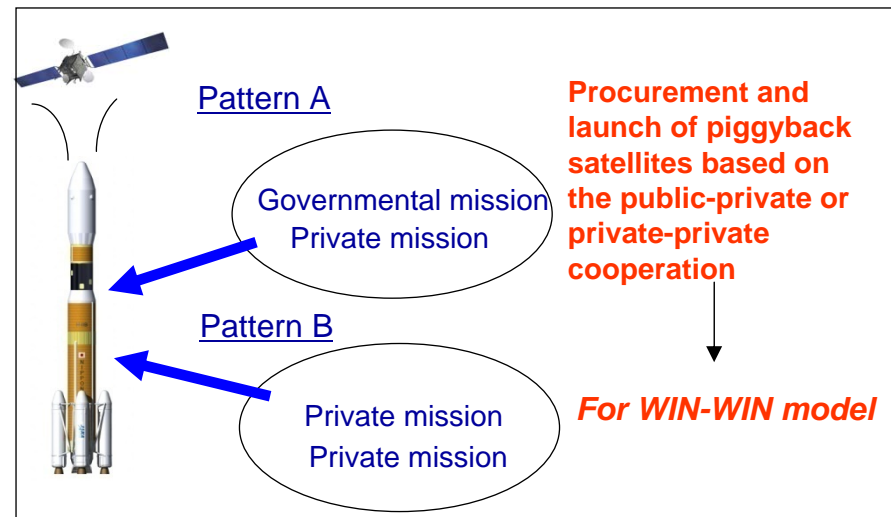 Pattern A
Governmental mission
Private mission
Pattern B
Private mission
Private mission
Procurement and
launch of piggyback
satellites based on
the public-private or
private-private
cooperation
For WIN-WIN model